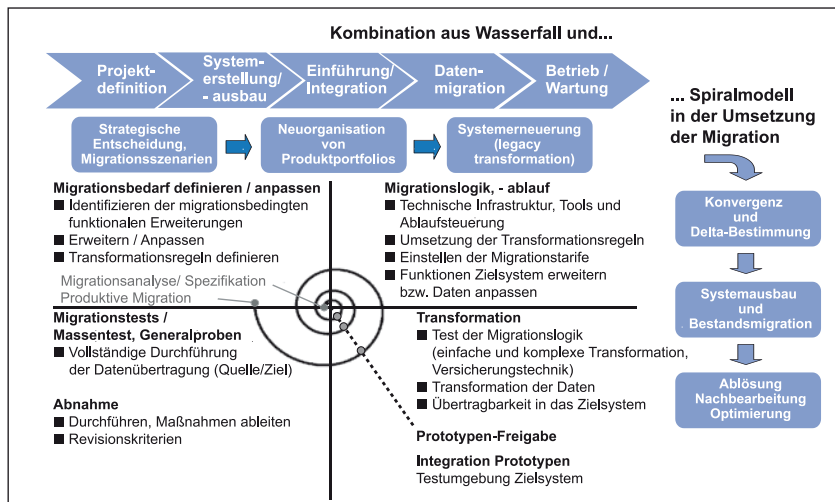 Kombination aus Wasserfall und...
Projekt-
definition
System-
erstellung/
- ausbau
Einführung/
Integration
Daten-
migration
Betrieb /
Wartung
Strategische
Entscheidung,
Migrationsszenarien
Neuorganisation
von
Produktportfolios
Systemerneuerung
(legacy
transformation)
... Spiralmodell
in der Umsetzung
der Migration
Konvergenz
und
Delta-Bestimmung
Systemausbau
und
Bestandsmigration
Ablösung
Nachbearbeitung
Optimierung
Migrationsbedarf definieren / anpassen
■ Identifizieren der migrationsbedingten
funktionalen Erweiterungen
■ Erweitern / Anpassen
■ Transformationsregeln definieren
Migrationsanalyse/ Spezifikation
Produktive Migration
Migrationslogik, - ablauf
■ Technische Infrastruktur, Tools und
Ablaufsteuerung
■ Umsetzung der Transformationsregeln
■ Einstellen der Migrationstarife
■ Funktionen Zielsystem erweitern
bzw. Daten anpassen
Migrationstests /
Massentest, Generalproben
■ Vollständige Durchführung
der Datenübertragung (Quelle/Ziel)
Abnahme
■ Durchführen, Maßnahmen ableiten
■ Revisionskriterien
Transformation
■ Test der Migrationslogik
(einfache und komplexe Transformation,
Versicherungstechnik)
■ Transformation der Daten
■ Übertragbarkeit in das Zielsystem
Prototypen-Freigabe
Integration Prototypen
Testumgebung Zielsystem